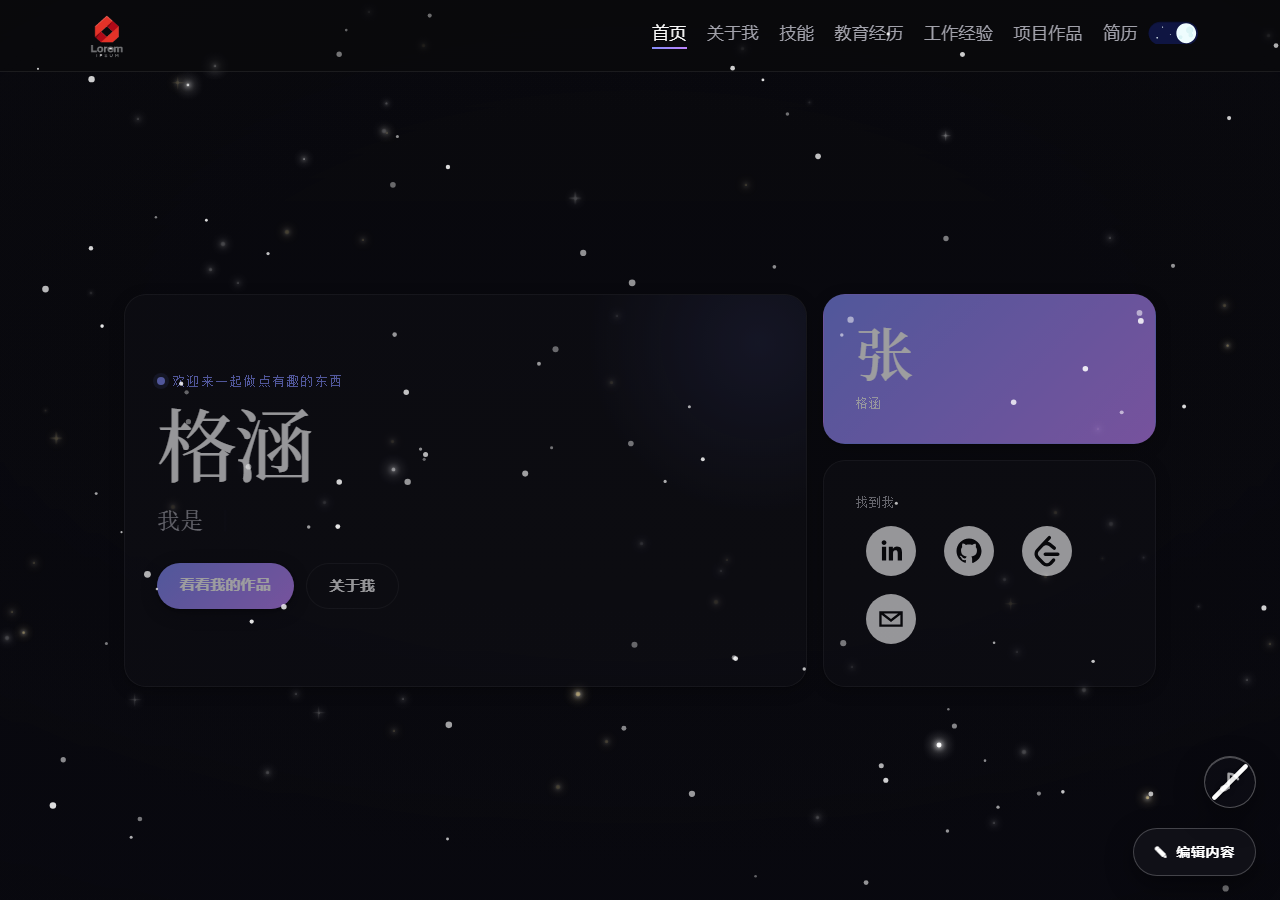 Lorem
IPSUM
首页 关于我 技能 教育经历 工作经验 项目作品 简历
欢迎来一起做点有趣的东西
格涵
我是
看看我的作品 关于我
张
格涵
找到我
in
编辑内容